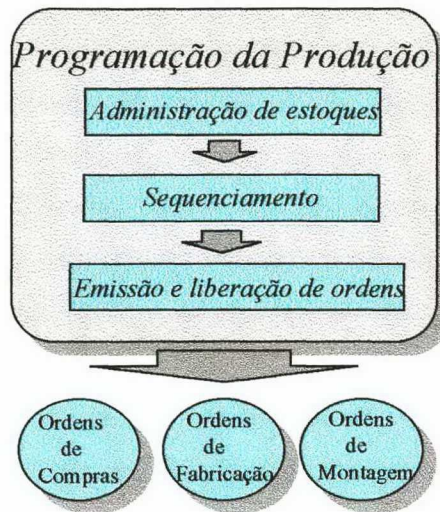 Programação da Produção
Administração de estoques
Sequenciamento
Emissão e liberação de ordens
Ordens
de
Compras
Ordens
de
Fabricação
Ordens
de
Montagem